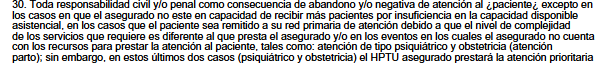 30. Toda responsabilidad civil y/o penal como consecuencia de abandono y/o negativa de atención al ¿paciente¿ excepto en
los casos en que el asegurado no este en capacidad de recibir más pacientes por insuficiencia en la capacidad disponible
asistencial, en los casos que el paciente sea remitido a su red primaria de atención debido a que el nivel de complejidad
de los servicios que requiere es diferente al que presta el asegurado y/o en los eventos en los cuales el asegurado no cuenta
con los recursos para prestar la atención al paciente, tales como: atención de tipo psiquiátrico y obstetricia (atención
parto); sin embargo, en estos últimos dos casos (psiquiátrico y obstetricia) el HPTU asegurado prestará la atención prioritaria